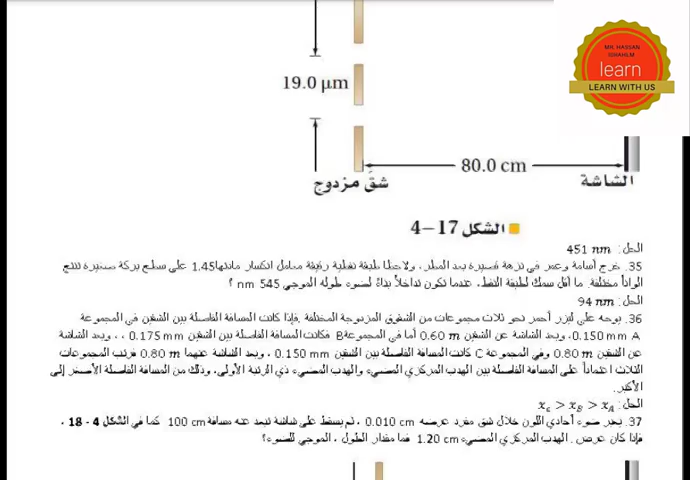 MR. HASSAN
IBRAHEM
learn
LEARN WITH US
19.0 µm
80.0 cm
شق مزدوج
الشاشة
الشكل 17–4
الحل: 451 nm
35. خرج أسامة وعمر في نزهة قصيرة بعد المطر، ولاحظا طبقة نفطية رقيقة معامل انكسار مادتها 1.45 على سطح بركة صغيرة تنتج
ألواناً مختلفة. ما أقل سمك لطبقة النفط، عندما تكون تداخلاً بناءً لضوء طوله الموجي 545 nm ؟
الحل: 94 nm
36. يوجه علي ليزر أحمر نحو ثلاث مجموعات من الشقوق المزدوجة المختلفة .فإذا كانت المسافة الفاصلة بين الشقين في المجموعة
A 0.150 mm، وبعد الشاشة عن الشقين 0.60 m أما في المجموعة B فكانت المسافة الفاصلة بين الشقين 0.175 mm ، ، وبعد الشاشة
عن الشقين 0.80 m وفي المجموعة C كانت المسافة الفاصلة بين الشقين 0.150 mm ، وبعد الشاشة عنهما 0.80 m فرتب المجموعات
الثلاث اعتماداً على المسافة الفاصلة بين الهدب المركزي المضيء والهدب المضيء ذي الرتبة الأولى، وذلك من المسافة الفاصلة الأصغر إلى
الأكبر.
الحل: x_c > x_B > x_A
37. يعبر ضوء أحادي اللون خلال شق مفرد عرضه 0.010 cm ، ثم يسقط على شاشة تبعد عنه مسافة 100 cm كما في الشكل 4 - 18 ،
فإذا كان عرض . الهدب المركزي المضيء 1.20 cm فما مقدار الطول ، الموجي للضوء؟